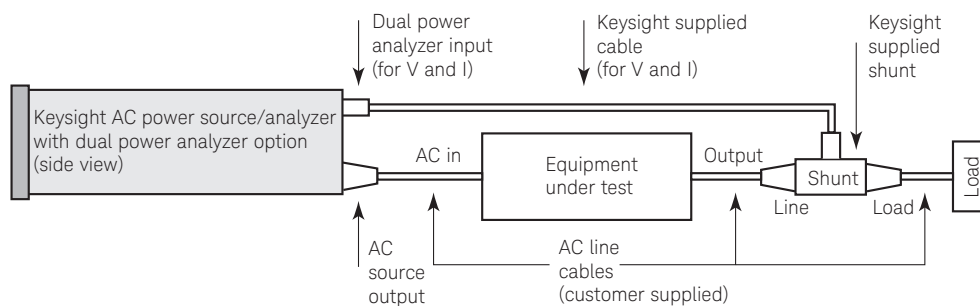 Dual power
analyzer input
(for V and I)
Keysight supplied
cable
(for V and I)
Keysight
supplied
shunt
Keysight AC power source/analyzer
with dual power analyzer option
(side view)
AC in
Equipment
under test
Output
Shunt
Line
Load
Load
AC
source
output
AC line
cables
(customer supplied)